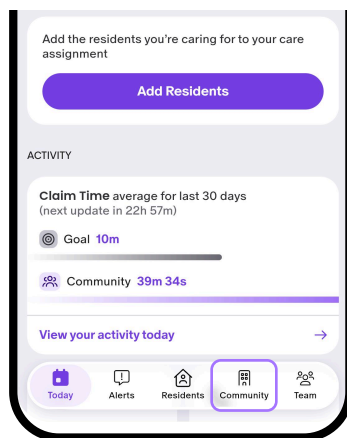 Add the residents you're caring for to your care
assignment
Add Residents
ACTIVITY
Claim Time average for last 30 days
(next update in 22h 57m)
Goal 10m
Community 39m 34s
View your activity today →
Today Alerts Residents Community Team